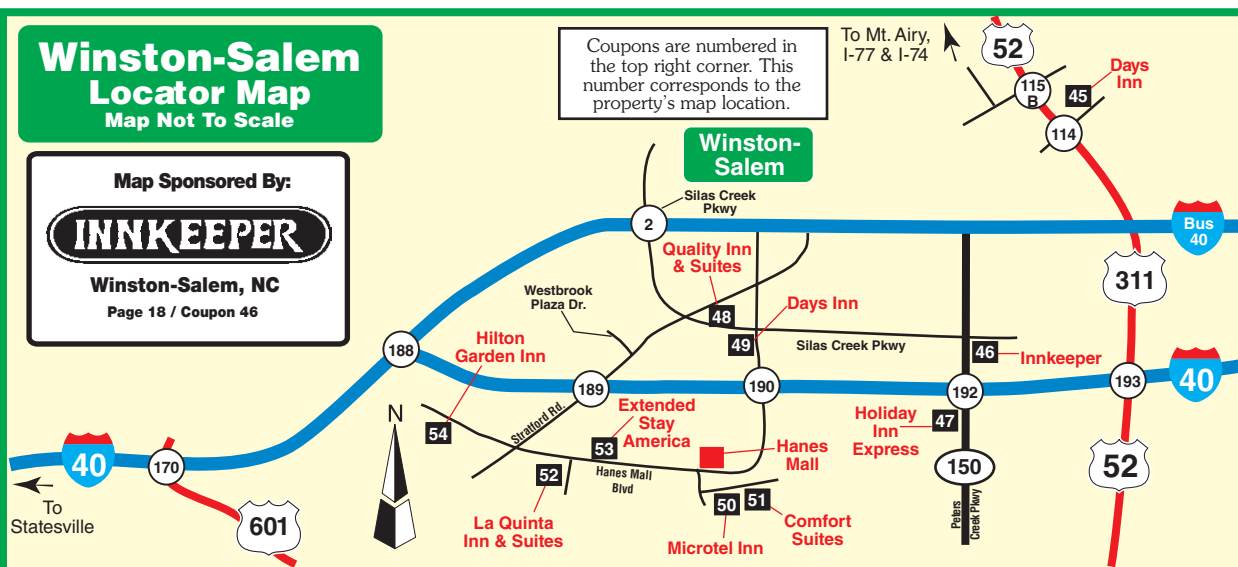 Winston-Salem
Locator Map
Map Not To Scale
Map Sponsored By:
INNKEEPER
Winston-Salem, NC
Page 18 / Coupon 46
Coupons are numbered in
the top right corner. This
number corresponds to the
property's map location.
To Mt. Airy,
I-77 & I-74
52
115
B
45
Days
Inn
114
Winston-
Salem
Silas Creek
Pkwy
2
Bus
40
Quality Inn
& Suites
311
Westbrook
Plaza Dr.
48
Days Inn
49
Silas Creek Pkwy
46
Innkeeper
188
Hilton
Garden Inn
189
190
192
193
40
N
54
Stratford Rd.
Extended
Stay
America
53
Hanes
Mall
Holiday
Inn
Express
47
40
170
52
Hanes Mall
Blvd
150
52
To
Statesville
601
La Quinta
Inn & Suites
50
51
Microtel Inn
Comfort
Suites
Peters
Creek Pkwy